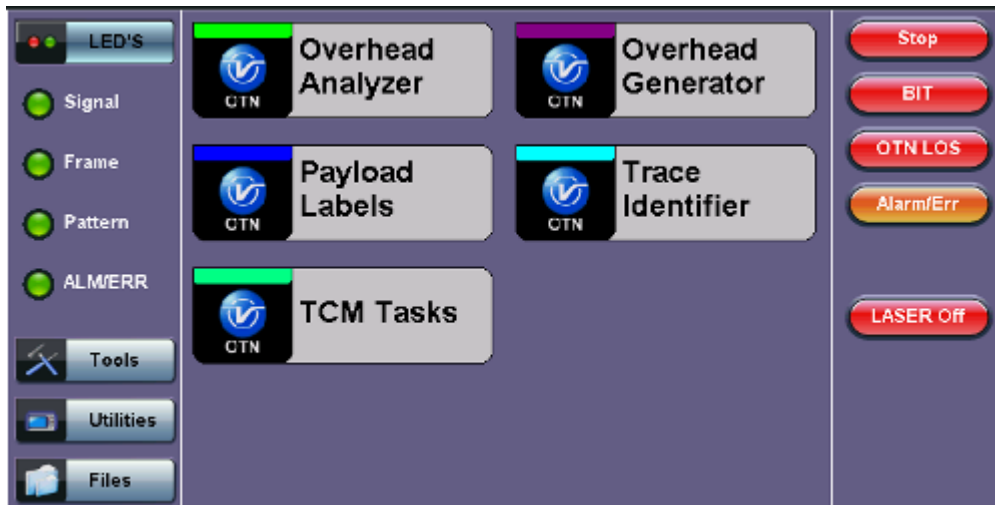 LED'S
Signal
Frame
Pattern
ALM/ERR
Tools
Utilities
Files
Overhead
Analyzer
OTN
Overhead
Generator
OTN
Payload
Labels
OTN
Trace
Identifier
OTN
TCM Tasks
OTN
Stop
BIT
OTN LOS
Alarm/Err
LASER Off